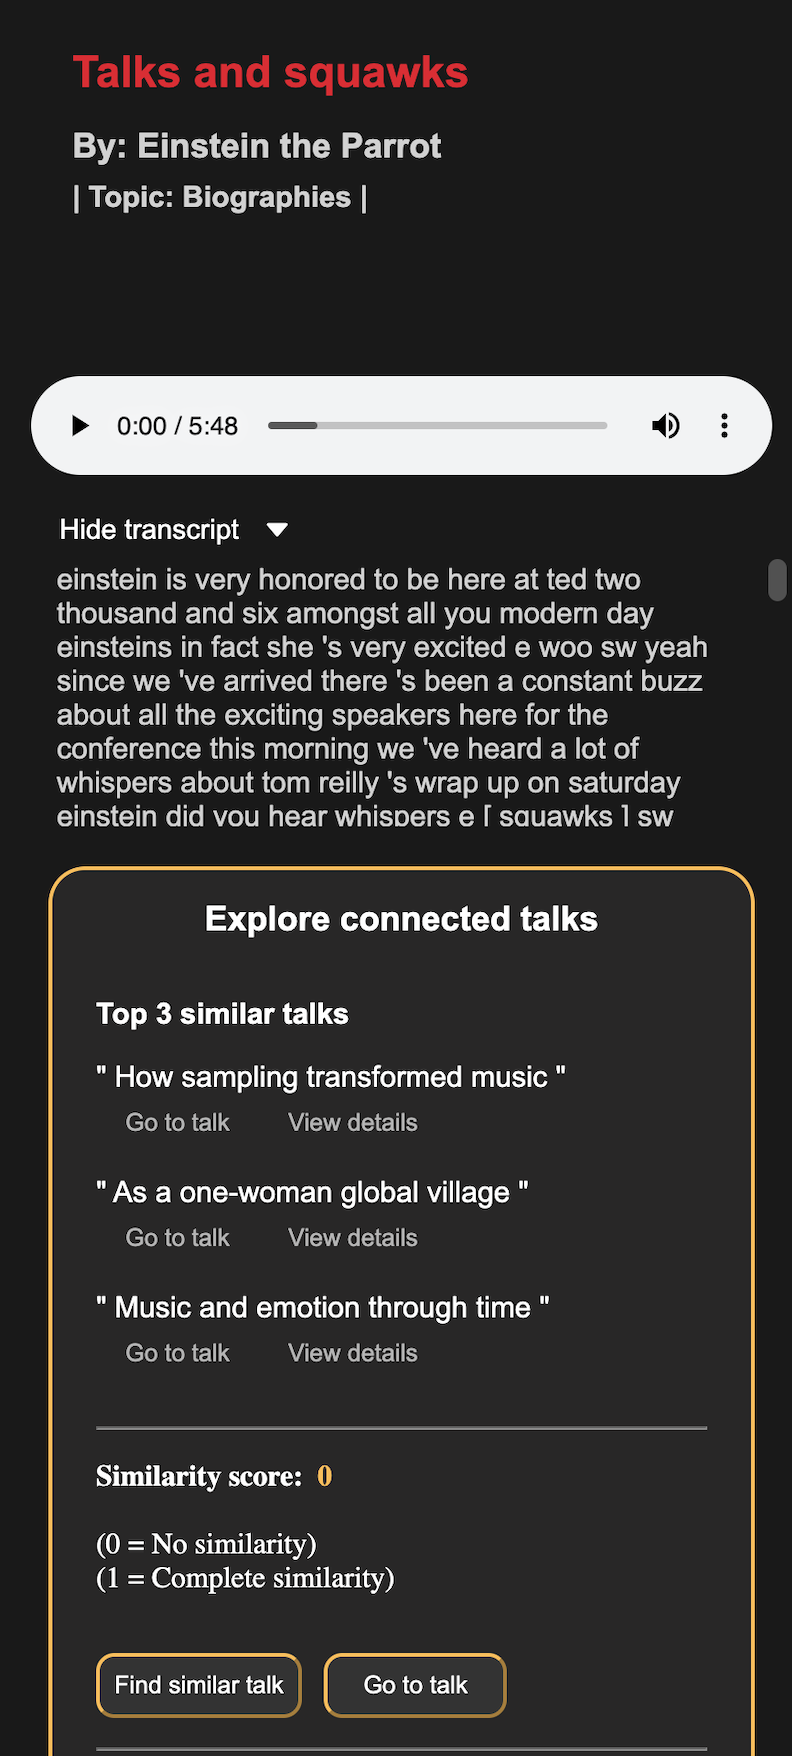 Talks and squawks
By: Einstein the Parrot
| Topic: Biographies |
0:00 / 5:48
Hide transcript
einstein is very honored to be here at ted two
thousand and six amongst all you modern day
einsteins in fact she 's very excited e woo sw yeah
since we 've arrived there 's been a constant buzz
about all the exciting speakers here for the
conference this morning we 've heard a lot of
whispers about tom reilly 's wrap up on saturday
einstein did you hear whispers e [ squawks ] sw
Explore connected talks
Top 3 similar talks
" How sampling transformed music "
Go to talk View details
" As a one-woman global village "
Go to talk View details
" Music and emotion through time "
Go to talk View details
Similarity score: 0
(0 = No similarity)
(1 = Complete similarity)
Find similar talk Go to talk